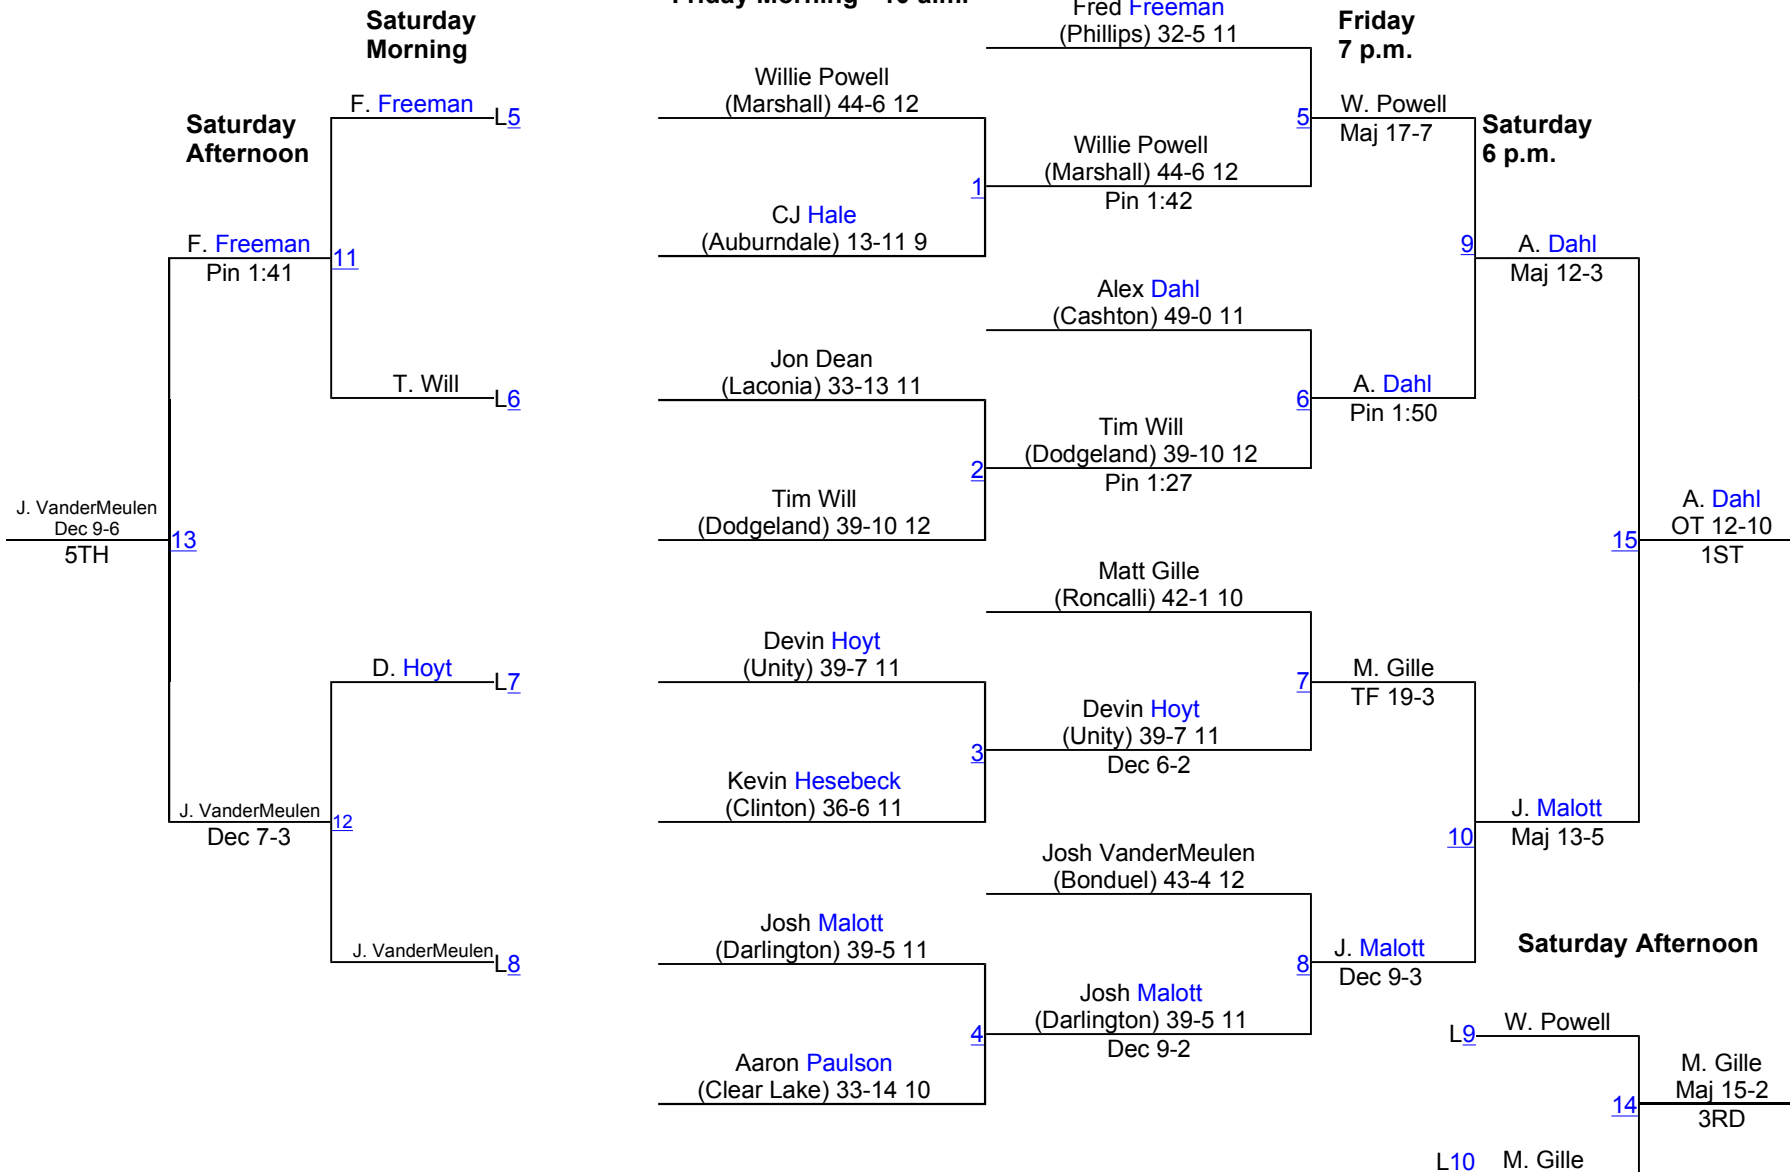 Friday Morning - 10 a.m.
Saturday
Morning
Saturday
Afternoon
F. Freeman
L5
F. Freeman
Pin 1:41
11
T. Will
L6
J. VanderMeulen
Dec 9-6
5TH
13
D. Hoyt
L7
J. VanderMeulen
Dec 7-3
12
J. VanderMeulen
L8
Willie Powell
(Marshall) 44-6 12
CJ Hale
(Auburndale) 13-11 9
1
Jon Dean
(Laconia) 33-13 11
2
Tim Will
(Dodgeland) 39-10 12
Devin Hoyt
(Unity) 39-7 11
3
Kevin Hesebeck
(Clinton) 36-6 11
Josh Malott
(Darlington) 39-5 11
4
Aaron Paulson
(Clear Lake) 33-14 10
Fred Freeman
(Phillips) 32-5 11
5
Willie Powell
(Marshall) 44-6 12
Pin 1:42
Alex Dahl
(Cashton) 49-0 11
6
Tim Will
(Dodgeland) 39-10 12
Pin 1:27
Matt Gille
(Roncalli) 42-1 10
7
Devin Hoyt
(Unity) 39-7 11
Dec 6-2
Josh VanderMeulen
(Bonduel) 43-4 12
8
Josh Malott
(Darlington) 39-5 11
Dec 9-2
Friday
7 p.m.
W. Powell
Maj 17-7
9
A. Dahl
Pin 1:50
M. Gille
TF 19-3
10
J. Malott
Dec 9-3
Saturday
6 p.m.
A. Dahl
Maj 12-3
15
J. Malott
Maj 13-5
A. Dahl
OT 12-10
1ST
Saturday Afternoon
L9
W. Powell
14
M. Gille
Maj 15-2
3RD
L10
M. Gille